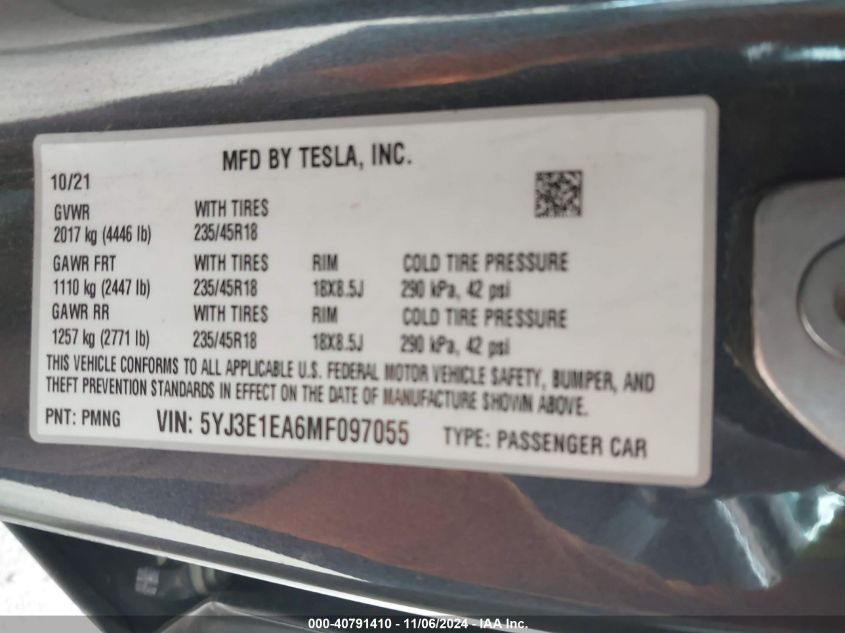 MFD BY TESLA, INC.
10/21
GVWR WITH TIRES
2017 kg (4446 lb) 235/45R18
GAWR FRT WITH TIRES RIM COLD TIRE PRESSURE
1110 kg (2447 lb) 235/45R18 18X8.5J 290 kPa, 42 psi
GAWR RR WITH TIRES RIM COLD TIRE PRESSURE
1257 kg (2771 lb) 235/45R18 18X8.5J 290 kPa, 42 psi
THIS VEHICLE CONFORMS TO ALL APPLICABLE U.S. FEDERAL MOTOR VEHICLE SAFETY, BUMPER, AND
THEFT PREVENTION STANDARDS IN EFFECT ON THE DATE OF MANUFACTURE SHOWN ABOVE.
PNT: PMNG VIN: 5YJ3E1EA6MF097055 TYPE: PASSENGER CAR
000-40791410 - 11/06/2024 - IAA Inc.